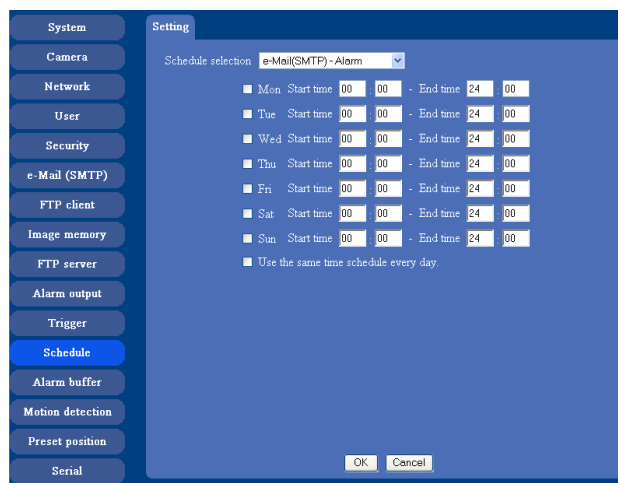 System
Camera
Network
User
Security
e-Mail (SMTP)
FTP client
Image memory
FTP server
Alarm output
Trigger
Schedule
Alarm buffer
Motion detection
Preset position
Serial
Setting
Schedule selection e-Mail(SMTP) - Alarm
Mon Start time 00 : 00 - End time 24 : 00
Tue Start time 00 : 00 - End time 24 : 00
Wed Start time 00 : 00 - End time 24 : 00
Thu Start time 00 : 00 - End time 24 : 00
Fri Start time 00 : 00 - End time 24 : 00
Sat Start time 00 : 00 - End time 24 : 00
Sun Start time 00 : 00 - End time 24 : 00
Use the same time schedule every day.
OK Cancel